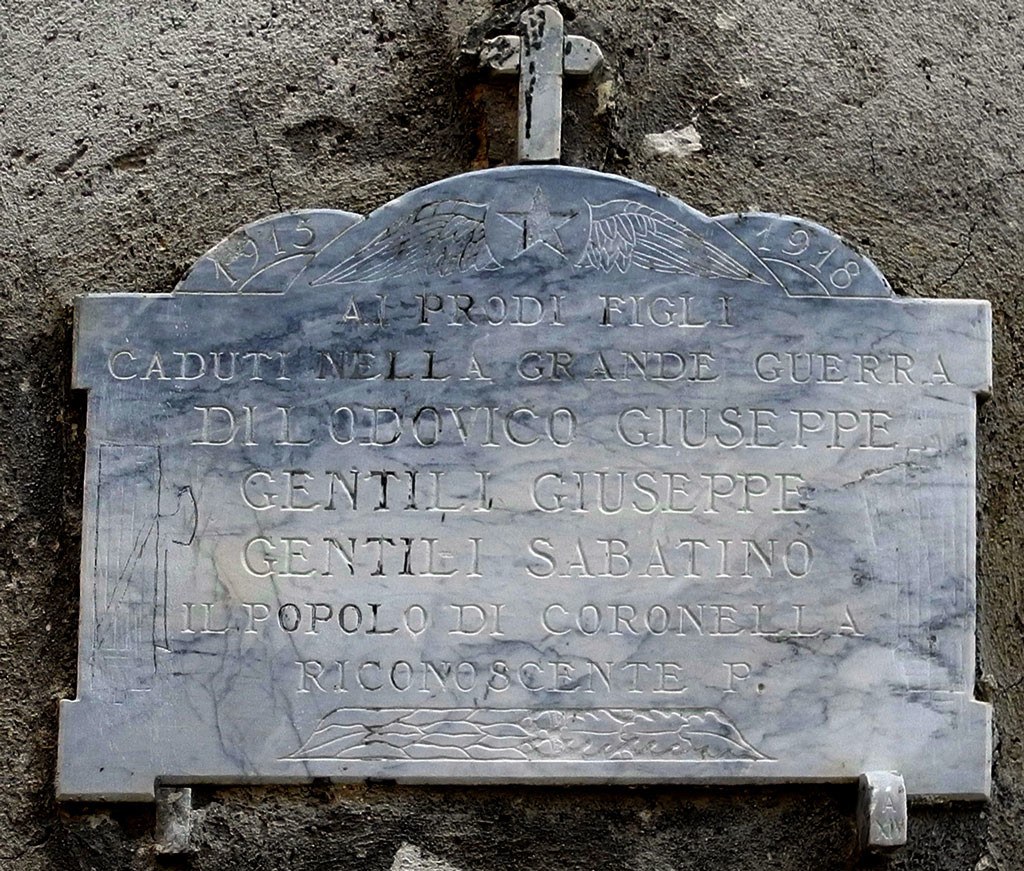 1915 1918
AI PRODI FIGLI
CADUTI NELLA GRANDE GUERRA
DI LODOVICO GIUSEPPE
GENTILI GIUSEPPE
GENTILI SABATINO
IL POPOLO DI CORONELLA
RICONOSCENTE P.
A